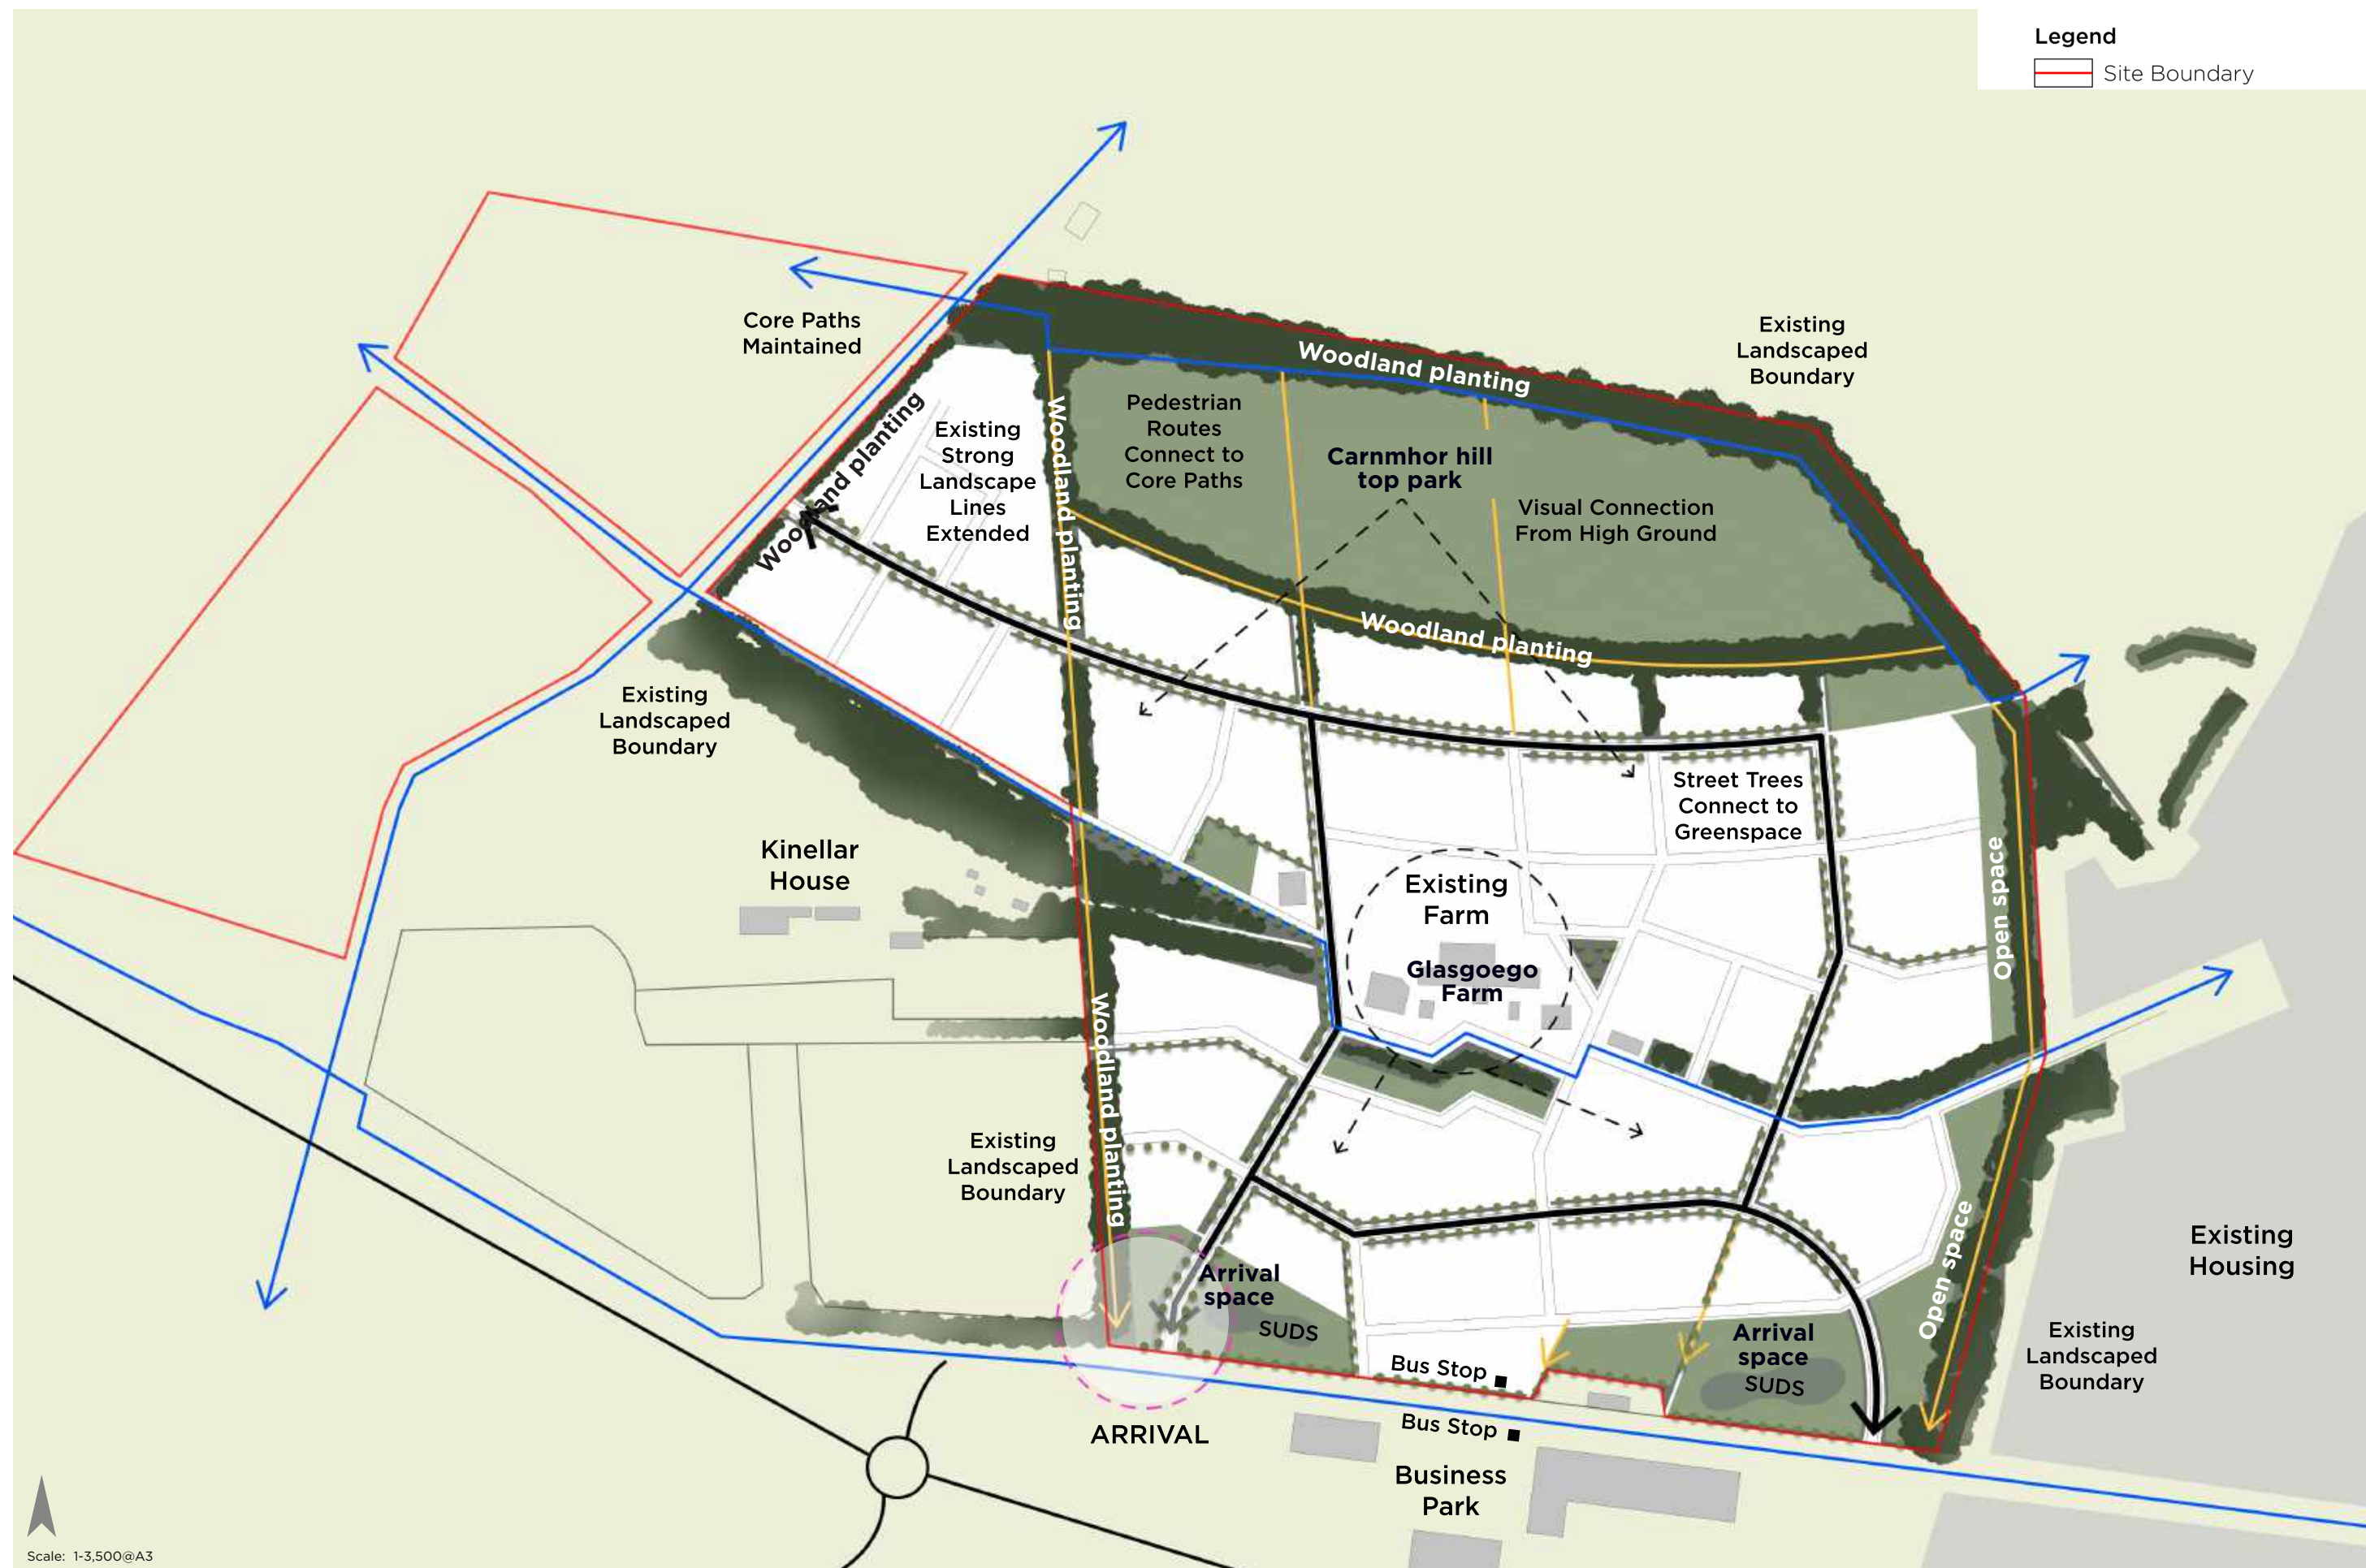 Legend
Site Boundary
Core Paths
Maintained
Existing
Landscaped
Boundary
Woodland planting
Woodland planting
Existing
Strong
Landscape
Lines
Extended
Woodland planting
Pedestrian
Routes
Connect to
Core Paths
Carnmhor hill
top park
Visual Connection
From High Ground
Woodland planting
Existing
Landscaped
Boundary
Street Trees
Connect to
Greenspace
Kinellar
House
Existing
Farm
Glasgoego
Farm
Open space
Woodland planting
Existing
Landscaped
Boundary
Arrival
space
SUDS
Open space
Existing
Housing
Arrival
space
SUDS
Existing
Landscaped
Boundary
Bus Stop
Bus Stop
ARRIVAL
Business
Park
Scale: 1-3,500@A3